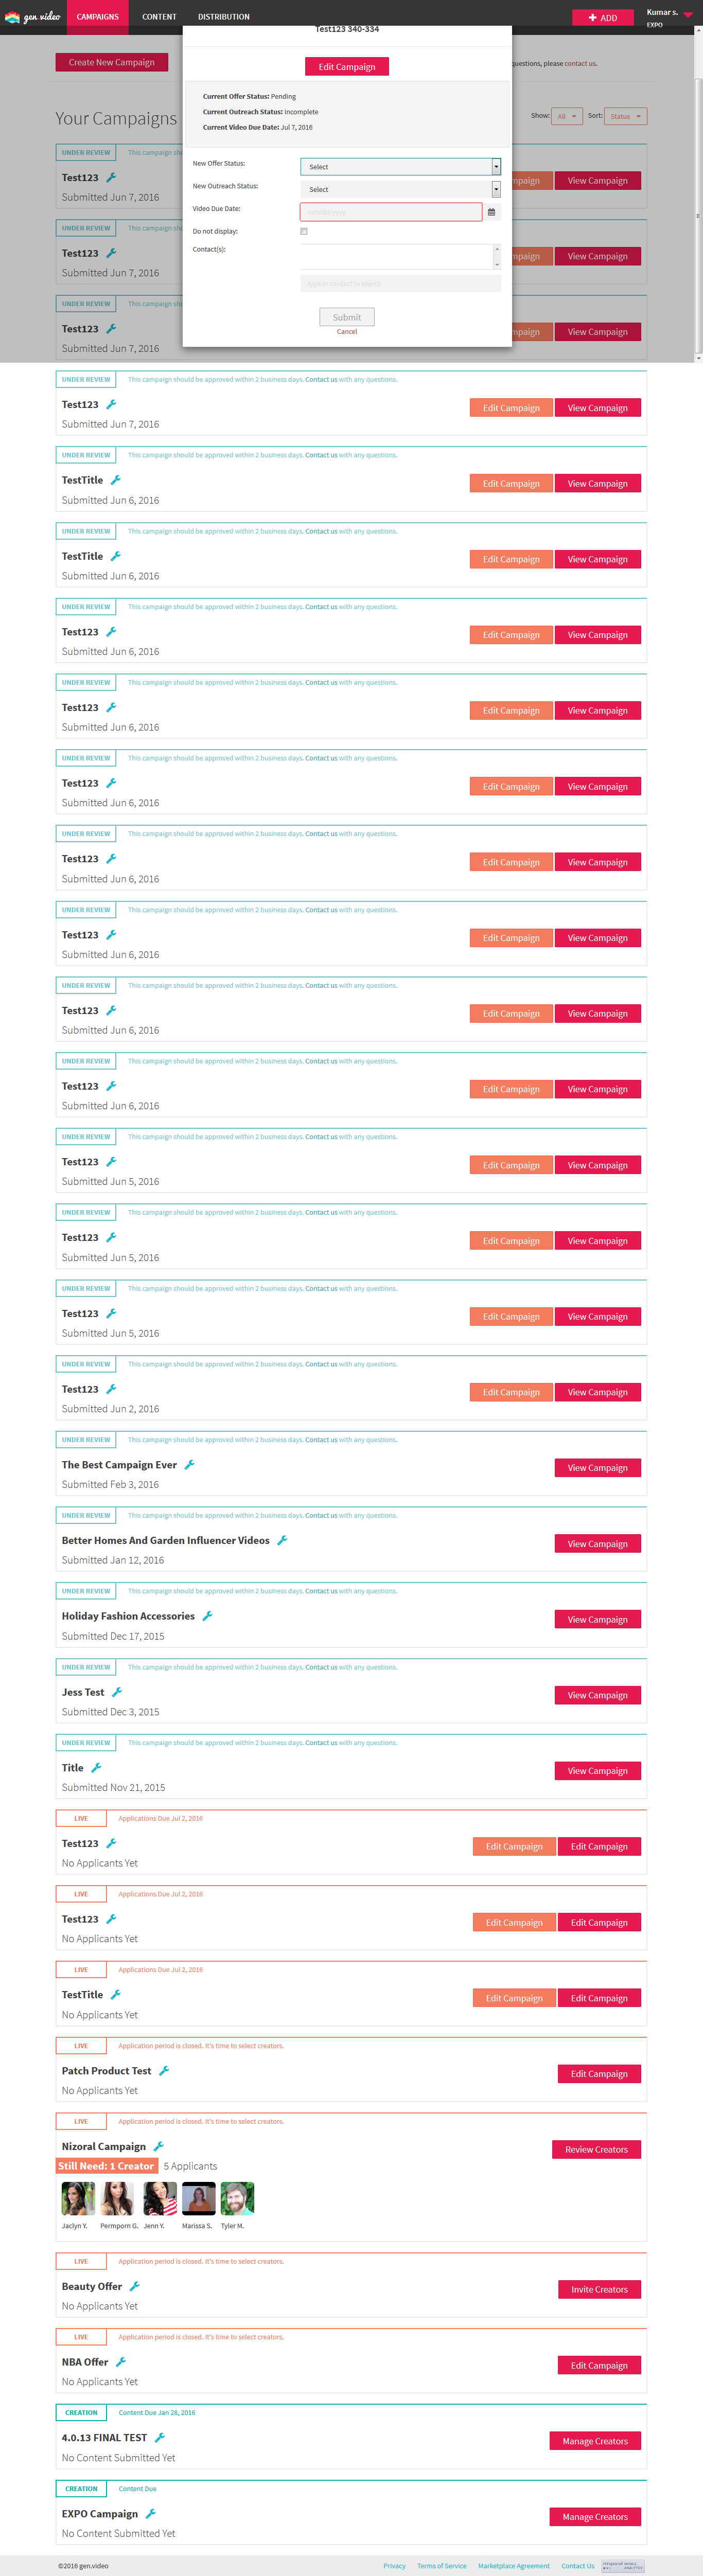 gen.video CAMPAIGNS CONTENT DISTRIBUTION ADD Kumar s.
EXPO
Test123 340-334
Create New Campaign
questions, please contact us.
Edit Campaign
Current Offer Status: Pending
Current Outreach Status: Incomplete
Current Video Due Date: Jul 7, 2016
Your Campaigns
Show: All Sort: Status
New Offer Status: Select
New Outreach Status: Select
Video Due Date: mm/dd/yyyy
Do not display:
Contact(s):
Type in contact to search
Submit
Cancel
UNDER REVIEW This campaign
Test123
mpaign View Campaign
Submitted Jun 7, 2016
UNDER REVIEW This campaign
Test123
mpaign View Campaign
Submitted Jun 7, 2016
UNDER REVIEW This campaign
Test123
mpaign View Campaign
Submitted Jun 7, 2016
UNDER REVIEW This campaign should be approved within 2 business days. Contact us with any questions.
Test123
Edit Campaign View Campaign
Submitted Jun 7, 2016
UNDER REVIEW This campaign should be approved within 2 business days. Contact us with any questions.
TestTitle
Edit Campaign View Campaign
Submitted Jun 6, 2016
UNDER REVIEW This campaign should be approved within 2 business days. Contact us with any questions.
TestTitle
Edit Campaign View Campaign
Submitted Jun 6, 2016
UNDER REVIEW This campaign should be approved within 2 business days. Contact us with any questions.
Test123
Edit Campaign View Campaign
Submitted Jun 6, 2016
UNDER REVIEW This campaign should be approved within 2 business days. Contact us with any questions.
Test123
Edit Campaign View Campaign
Submitted Jun 6, 2016
UNDER REVIEW This campaign should be approved within 2 business days. Contact us with any questions.
Test123
Edit Campaign View Campaign
Submitted Jun 6, 2016
UNDER REVIEW This campaign should be approved within 2 business days. Contact us with any questions.
Test123
Edit Campaign View Campaign
Submitted Jun 6, 2016
UNDER REVIEW This campaign should be approved within 2 business days. Contact us with any questions.
Test123
Edit Campaign View Campaign
Submitted Jun 6, 2016
UNDER REVIEW This campaign should be approved within 2 business days. Contact us with any questions.
Test123
Edit Campaign View Campaign
Submitted Jun 6, 2016
UNDER REVIEW This campaign should be approved within 2 business days. Contact us with any questions.
Test123
Edit Campaign View Campaign
Submitted Jun 6, 2016
UNDER REVIEW This campaign should be approved within 2 business days. Contact us with any questions.
Test123
Edit Campaign View Campaign
Submitted Jun 5, 2016
UNDER REVIEW This campaign should be approved within 2 business days. Contact us with any questions.
Test123
Edit Campaign View Campaign
Submitted Jun 5, 2016
UNDER REVIEW This campaign should be approved within 2 business days. Contact us with any questions.
Test123
Edit Campaign View Campaign
Submitted Jun 5, 2016
UNDER REVIEW This campaign should be approved within 2 business days. Contact us with any questions.
Test123
Edit Campaign View Campaign
Submitted Jun 2, 2016
UNDER REVIEW This campaign should be approved within 2 business days. Contact us with any questions.
The Best Campaign Ever
View Campaign
Submitted Feb 3, 2016
UNDER REVIEW This campaign should be approved within 2 business days. Contact us with any questions.
Better Homes And Garden Influencer Videos
View Campaign
Submitted Jan 12, 2016
UNDER REVIEW This campaign should be approved within 2 business days. Contact us with any questions.
Holiday Fashion Accessories
View Campaign
Submitted Dec 17, 2015
UNDER REVIEW This campaign should be approved within 2 business days. Contact us with any questions.
Jess Test
View Campaign
Submitted Dec 3, 2015
UNDER REVIEW This campaign should be approved within 2 business days. Contact us with any questions.
Title
View Campaign
Submitted Nov 21, 2015
LIVE Applications Due Jul 2, 2016
Test123
Edit Campaign Edit Campaign
No Applicants Yet
LIVE Applications Due Jul 2, 2016
Test123
Edit Campaign Edit Campaign
No Applicants Yet
LIVE Applications Due Jul 2, 2016
TestTitle
Edit Campaign Edit Campaign
No Applicants Yet
LIVE Application period is closed. It's time to select creators.
Patch Product Test
Edit Campaign
No Applicants Yet
LIVE Application period is closed. It's time to select creators.
Nizoral Campaign
Review Creators
Still Need: 1 Creator 5 Applicants
Jaclyn Y. Permporn G. Jenn Y. Marissa S. Tyler M.
LIVE Application period is closed. It's time to select creators.
Beauty Offer
Invite Creators
No Applicants Yet
LIVE Application period is closed. It's time to select creators.
NBA Offer
Edit Campaign
No Applicants Yet
CREATION Content Due Jan 28, 2016
4.0.13 FINAL TEST
Manage Creators
No Content Submitted Yet
CREATION Content Due
EXPO Campaign
Manage Creators
No Content Submitted Yet
©2016 gen.video Privacy Terms of Service Marketplace Agreement Contact Us